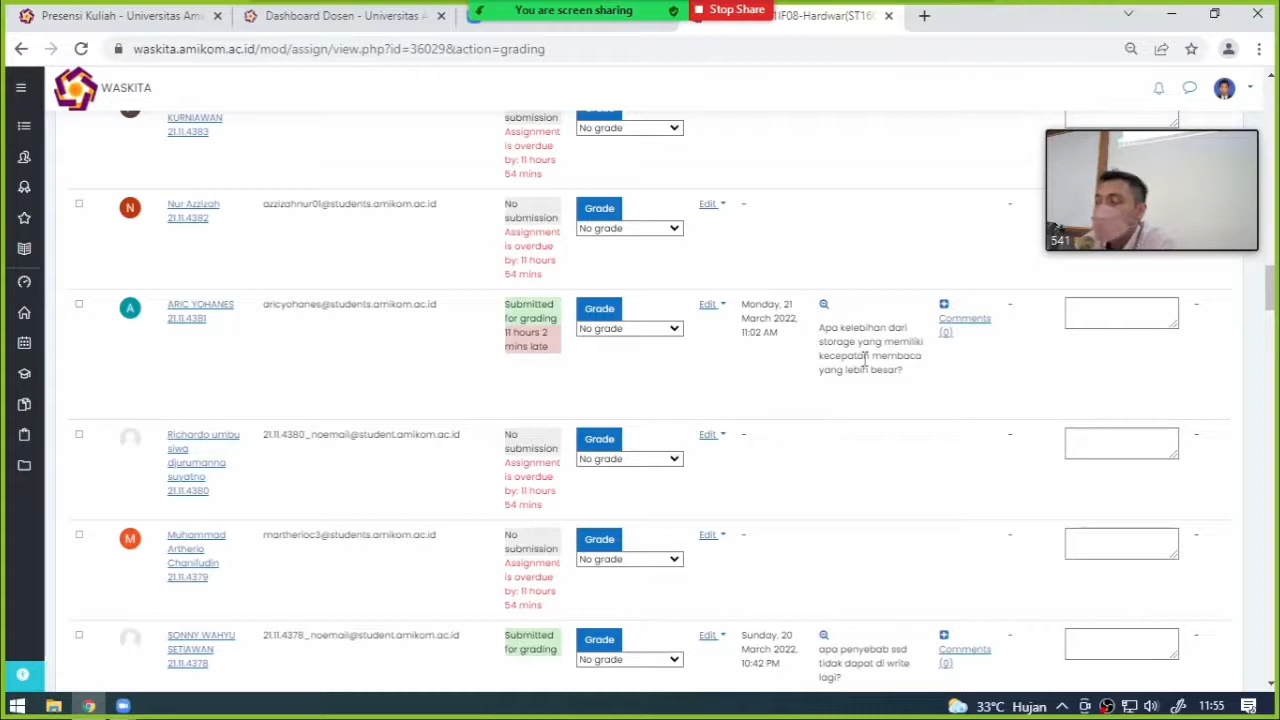 Presensi Kuliah - Universitas Ami
Dashboard Dosen - Universitas A
You are screen sharing
Stop Share
1IF08-Hardwar(ST16
waskita.amikom.ac.id/mod/assign/view.php?id=36029&action=grading
WASKITA
KURNIAWAN
21.11.4383
submission
Assignment
is overdue
by: 11 hours
54 mins
No grade
Nur Azzizah
21.11.4382
azzizahnur01@students.amikom.ac.id
No
submission
Assignment
is overdue
by: 11 hours
54 mins
Grade
No grade
Edit
-
-
541
ARIC YOHANES
21.11.4381
aricyohanes@students.amikom.ac.id
Submitted
for grading
11 hours 2
mins late
Grade
No grade
Edit
Monday, 21
March 2022,
11:02 AM
Apa kelebihan dari
storage yang memiliki
kecepatan membaca
yang lebih besar?
Comments
(0)
-
-
Richardo umbu
siwa
djurumanna
suyatno
21.11.4380
21.11.4380_noemail@student.amikom.ac.id
No
submission
Assignment
is overdue
by: 11 hours
54 mins
Grade
No grade
Edit
-
-
-
Muhammad
Artherio
Chanifudin
21.11.4379
martherioc3@students.amikom.ac.id
No
submission
Assignment
is overdue
by: 11 hours
54 mins
Grade
No grade
Edit
-
-
-
SONNY WAHYU
SETIAWAN
21.11.4378
21.11.4378_noemail@student.amikom.ac.id
Submitted
for grading
Grade
No grade
Edit
Sunday, 20
March 2022,
10:42 PM
apa penyebab ssd
tidak dapat di write
lagi?
Comments
(0)
-
-
33°C Hujan
11:55